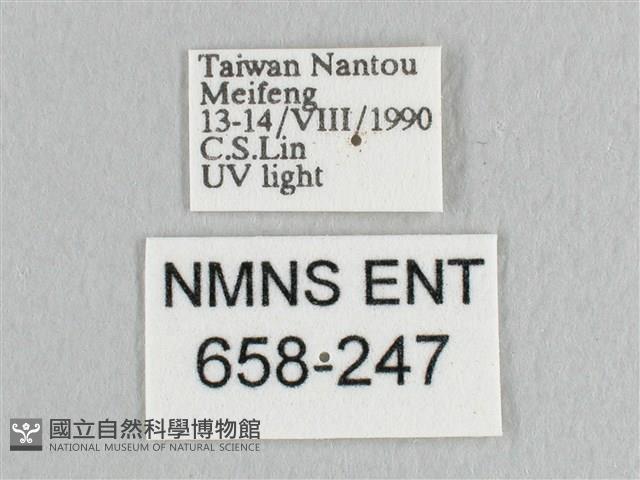 Taiwan Nantou
Meifeng
13-14/VIII/1990
C.S.Lin
UV light
NMNS ENT
658-247
國立自然科學博物館
NATIONAL MUSEUM OF NATURAL SCIENCE